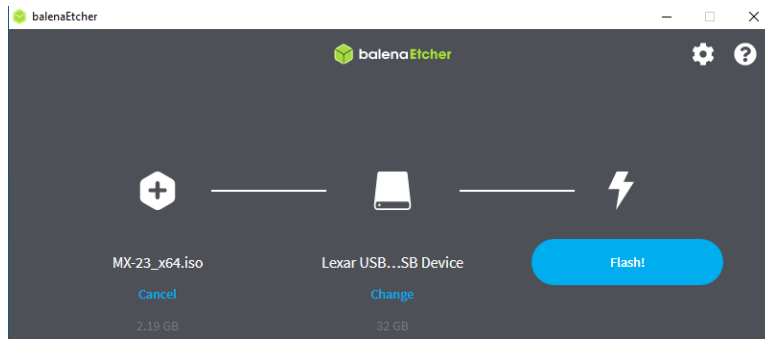 balenaEtcher
balenaEtcher
MX-23_x64.iso
Cancel
2.19 GB
Lexar USB...SB Device
Change
32 GB
Flash!